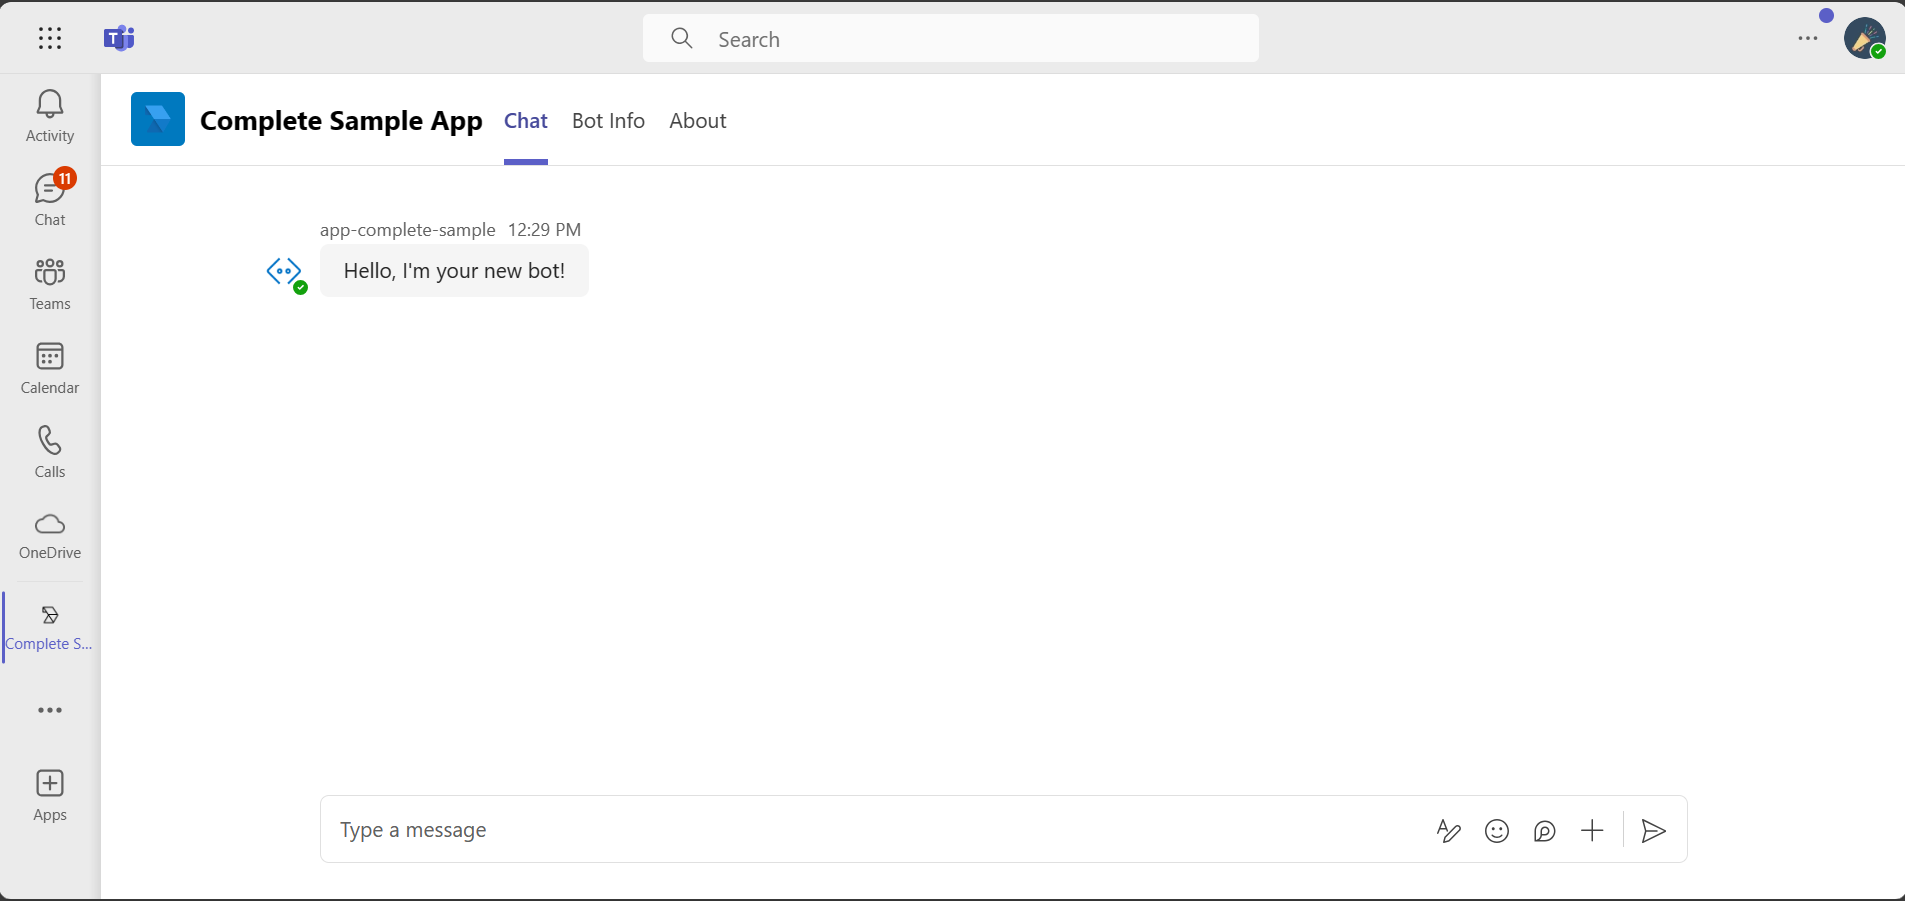 Search
Activity
11
Chat
Teams
Calendar
Calls
OneDrive
Complete S...
Apps
Complete Sample App Chat Bot Info About
app-complete-sample 12:29 PM
Hello, I'm your new bot!
Type a message